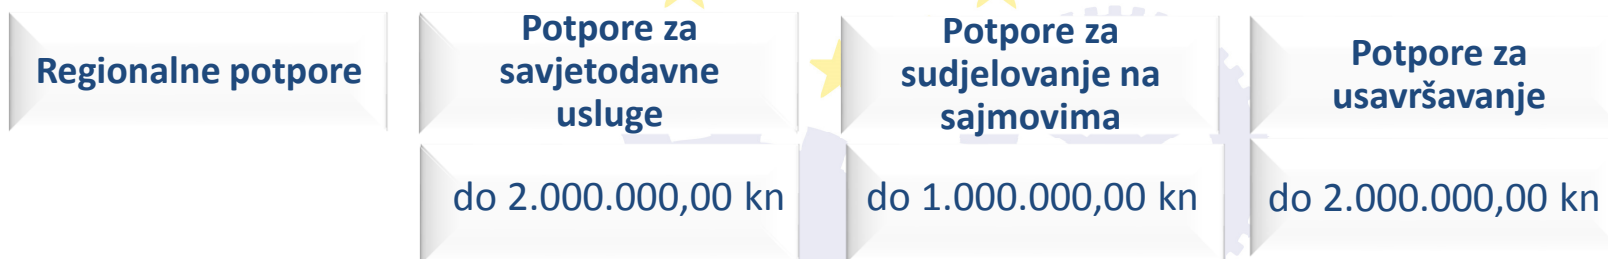 Regionalne potpore
Potpore za
savjetodavne
usluge
Potpore za
sudjelovanje na
sajmovima
Potpore za
usavršavanje
do 2.000.000,00 kn
do 1.000.000,00 kn
do 2.000.000,00 kn